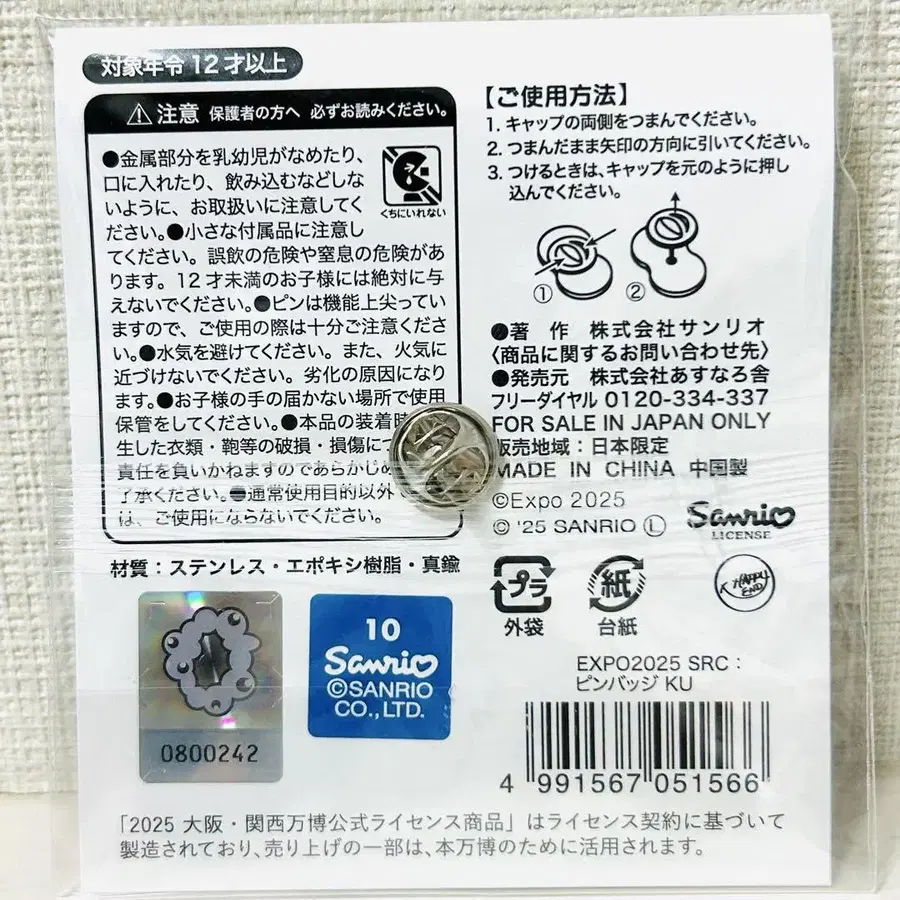 対象年令 12 才以上
注意 保護者の方へ 必ずお読みください。
●金属部分を乳幼児がなめたり、
口に入れたり、飲み込むなどしな
いように、お取扱いに注意してく
ださい。●小さな付属品に注意し
てください。誤飲の危険や窒息の危険があ
ります。12 才未満のお子様には絶対に与
えないでください。●ピンは機能上尖ってい
ますので、ご使用の際は十分ご注意くださ
い。●水気を避けてください。また、火気に
近づけないでください。劣化の原因になり
ます。●お子様の手の届かない場所で使用
保管をしてください。●本品の装着時
生した衣類・鞄等の破損・損傷につ
責任を負いかねますのであらかじめ
了承ください。●通常使用目的以外
は、ご使用にならないでください。
くちにいれない
材質：ステンレス・エポキシ樹脂・真鍮
0800242
10
Sanrio
©SANRIO
CO.,LTD.
【ご使用方法】
1. キャップの両側をつまんでください。
2. つまんだまま矢印の方向に引いてください。
3. つけるときは、キャップを元のように押し
込んでください。
① ②
●著 作 株式会社サンリオ
〈商品に関するお問い合わせ先〉
●発売元 株式会社あすなろ舎
フリーダイヤル 0120-334-337
FOR SALE IN JAPAN ONLY
販売地域：日本限定
MADE IN CHINA 中国製
©Expo 2025
© '25 SANRIO Ⓛ
Sanrio
LICENSE
プラ
外袋
紙
台紙
HAPPY
END
EXPO2025 SRC：
ピンバッジ KU
4 991567 051566
「2025 大阪・関西万博公式ライセンス商品」はライセンス契約に基づいて
製造されており、売り上げの一部は、本万博のために活用されます。